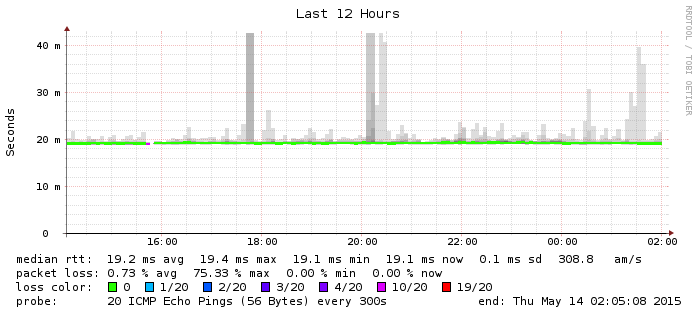 Last 12 Hours
RRDTOOL / TOBI OETIKER
Seconds
40 m
30 m
20 m
10 m
0
16:00 18:00 20:00 22:00 00:00 02:00
median rtt: 19.2 ms avg 19.4 ms max 19.1 ms min 19.1 ms now 0.1 ms sd 308.8 am/s
packet loss: 0.73 % avg 75.33 % max 0.00 % min 0.00 % now
loss color: 0 1/20 2/20 3/20 4/20 10/20 19/20
probe: 20 ICMP Echo Pings (56 Bytes) every 300s end: Thu May 14 02:05:08 2015